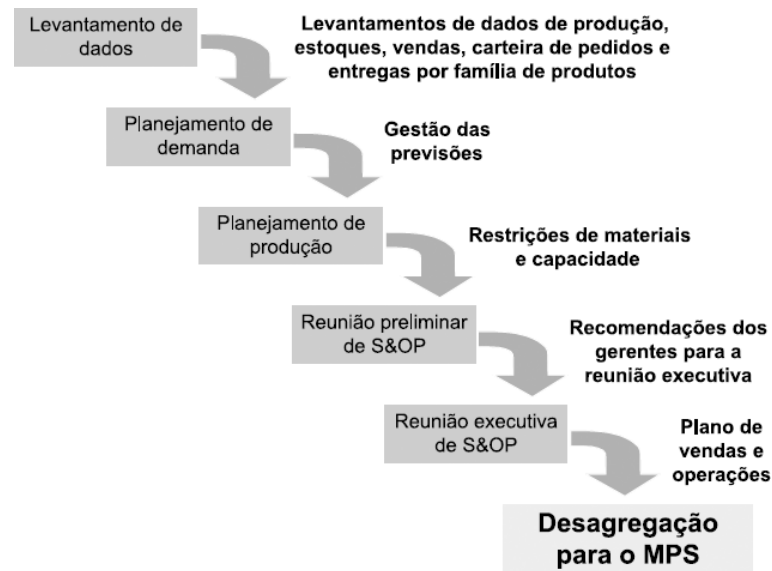 Levantamento de
dados
Levantamentos de dados de produção,
estoques, vendas, carteira de pedidos e
entregas por família de produtos
Planejamento de
demanda
Gestão das
previsões
Planejamento de
produção
Restrições de materiais
e capacidade
Reunião preliminar
de S&OP
Recomendações dos
gerentes para a
reunião executiva
Reunião executiva
de S&OP
Plano de
vendas e
operações
Desagregação
para o MPS